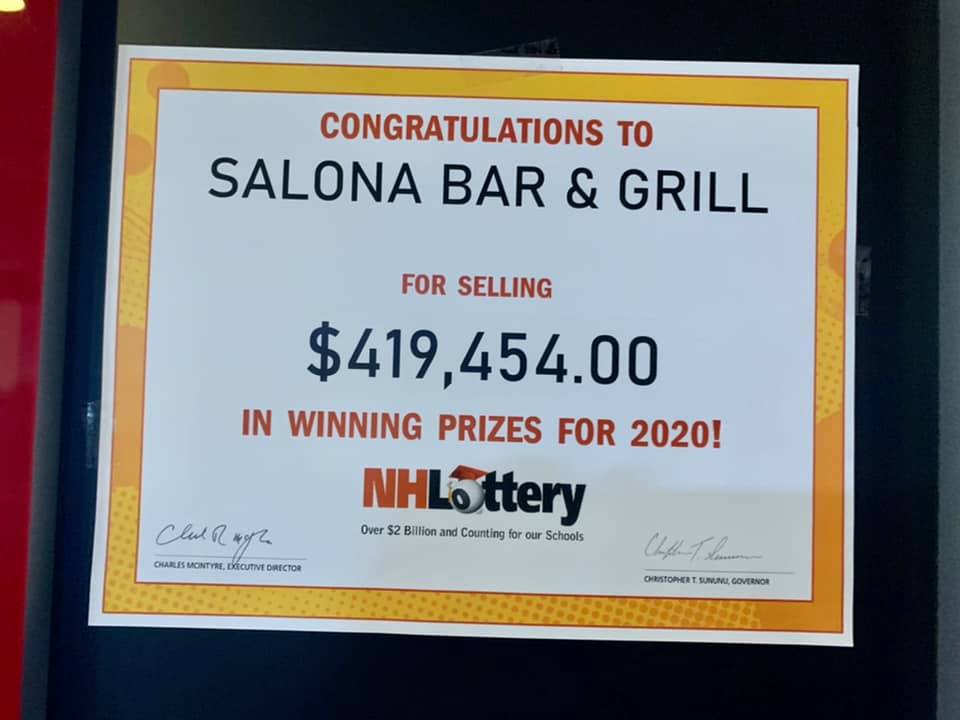 CONGRATULATIONS TO
SALONA BAR & GRILL
FOR SELLING
$419,454.00
IN WINNING PRIZES FOR 2020!
NHLottery
Over $2 Billion and Counting for our Schools
CHARLES MCINTYRE, EXECUTIVE DIRECTOR
CHRISTOPHER T. SUNUNU, GOVERNOR